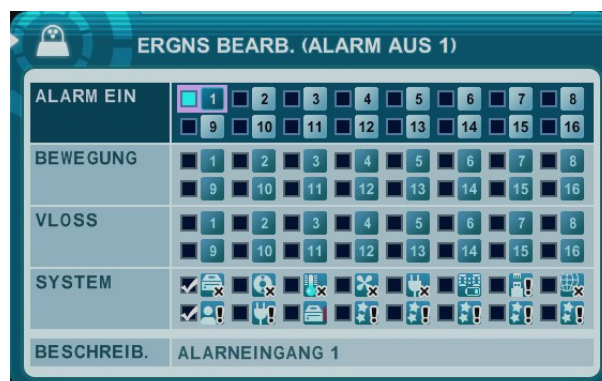 ERGNS BEARB. (ALARM AUS 1)
ALARM EIN 1 2 3 4 5 6 7 8
9 10 11 12 13 14 15 16
BEWEGUNG 1 2 3 4 5 6 7 8
9 10 11 12 13 14 15 16
VLOSS 1 2 3 4 5 6 7 8
9 10 11 12 13 14 15 16
SYSTEM
BESCHREIB. ALARNEINGANG 1